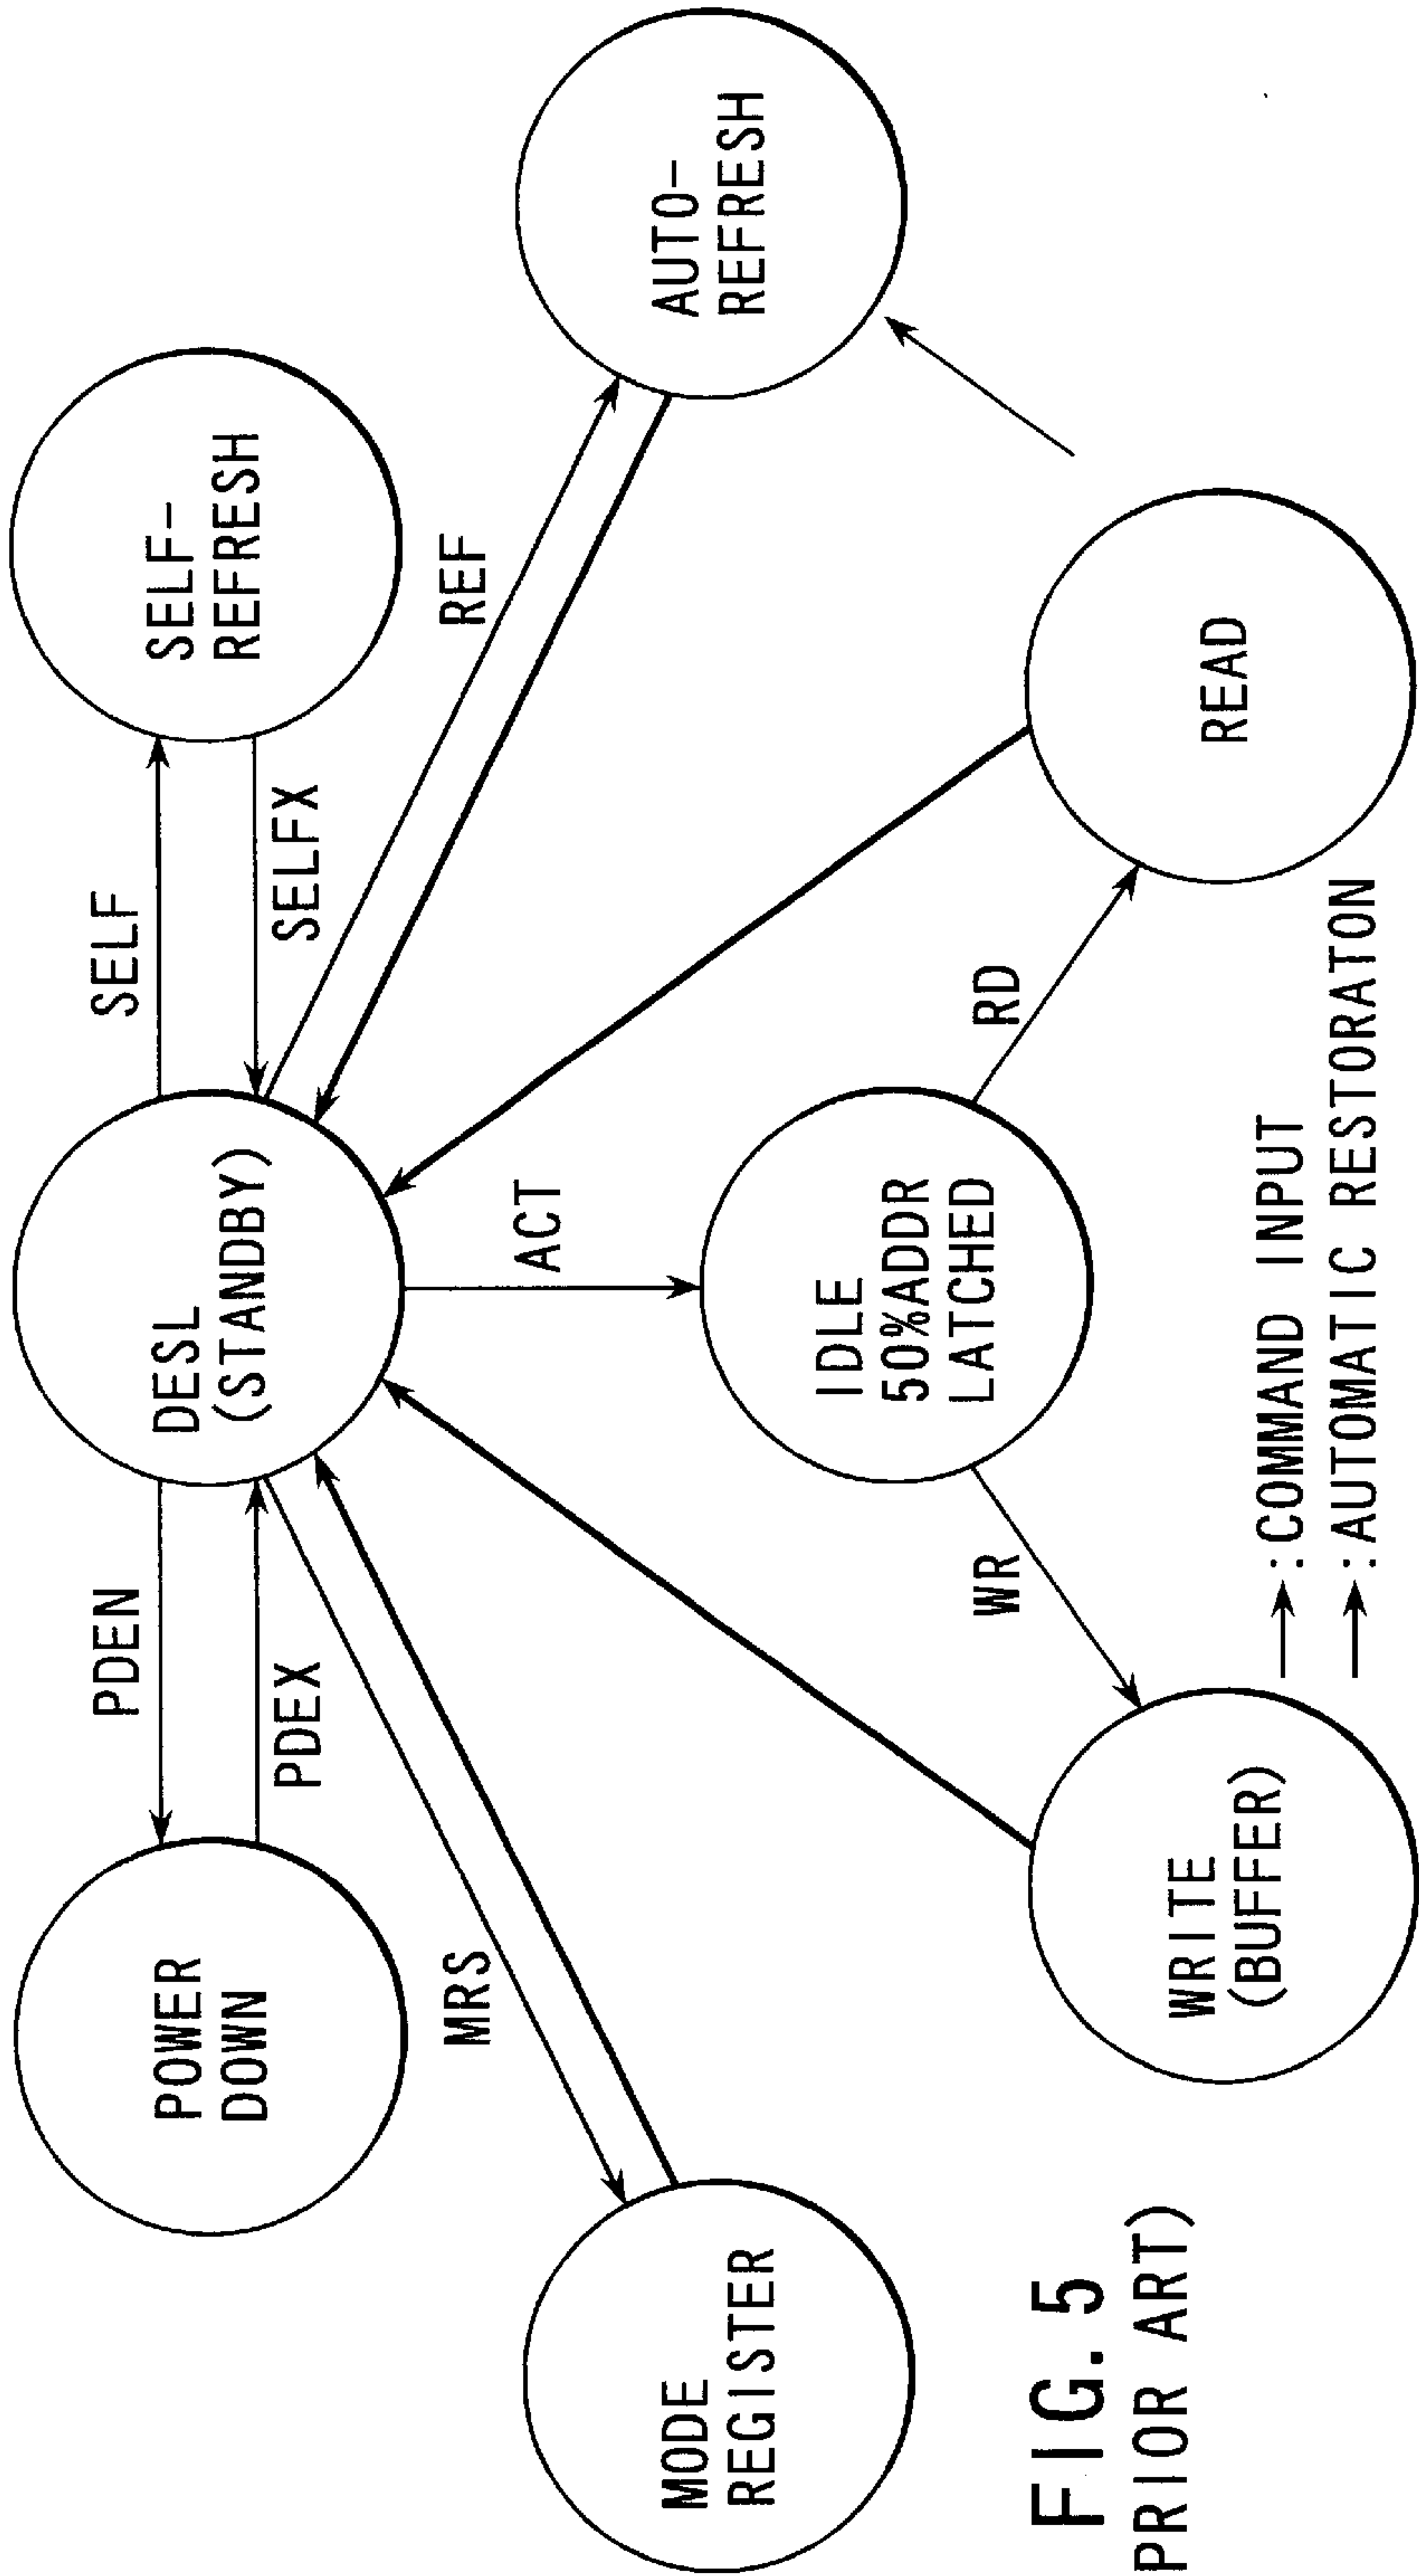 POWER
DOWN
PDEN
PDEX
DESL
(STANDBY)
SELF
SELFX
SELF-
REFRESH
MODE
REGISTER
MRS
ACT
REF
AUTO-
REFRESH
IDLE
50%ADDR
LATCHED
WR
RD
WRITE
(BUFFER)
READ
:COMMAND INPUT
:AUTOMATIC RESTORATON
FIG. 5
PRIOR ART)